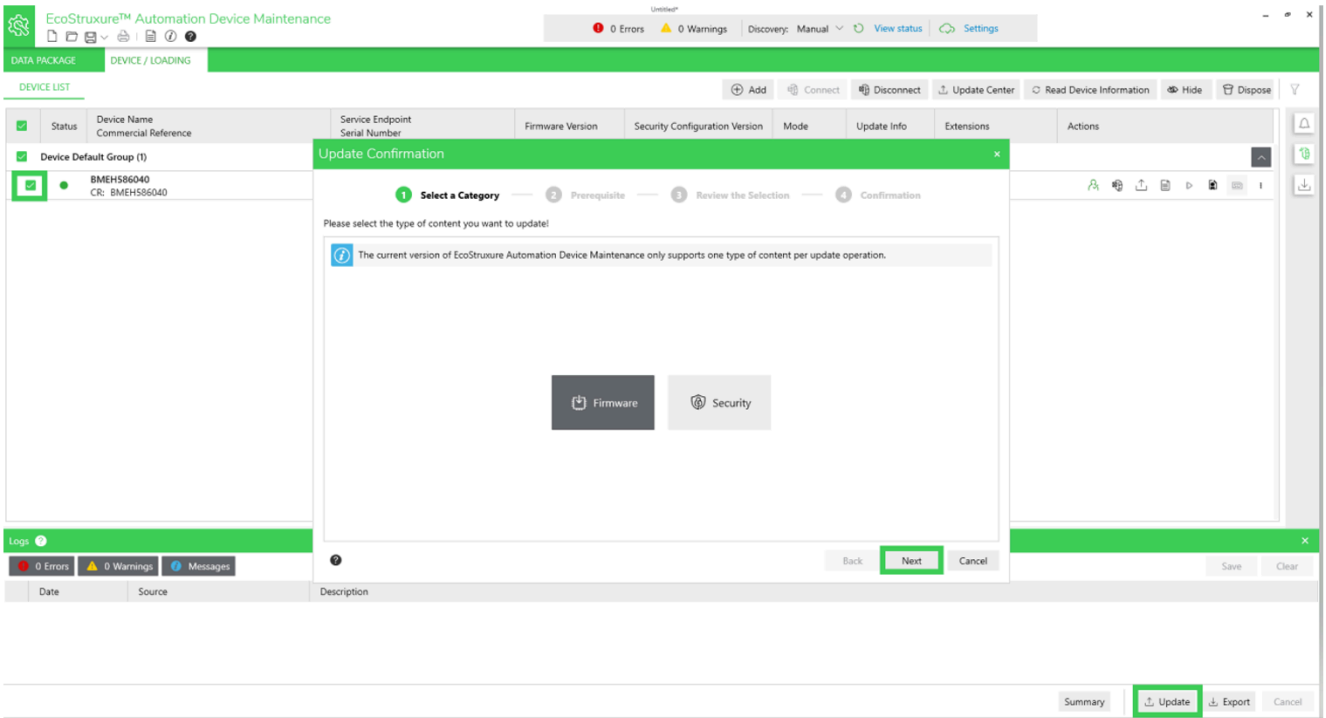 Untitled*
EcoStruxure™ Automation Device Maintenance
0 Errors 0 Warnings Discovery: Manual View status Settings
DATA PACKAGE DEVICE / LOADING
DEVICE LIST
Add Connect Disconnect Update Center Read Device Information Hide Dispose
Status Device Name Service Endpoint Firmware Version Security Configuration Version Mode Update Info Extensions Actions
Commercial Reference Serial Number
Device Default Group (1)
BMEH586040
CR: BMEH586040
Update Confirmation
1 Select a Category 2 Prerequisite 3 Review the Selection 4 Confirmation
Please select the type of content you want to update!
The current version of EcoStruxure Automation Device Maintenance only supports one type of content per update operation.
Firmware Security
Back Next Cancel
Logs ?
0 Errors 0 Warnings Messages Save Clear
Date Source Description
Summary Update Export Cancel